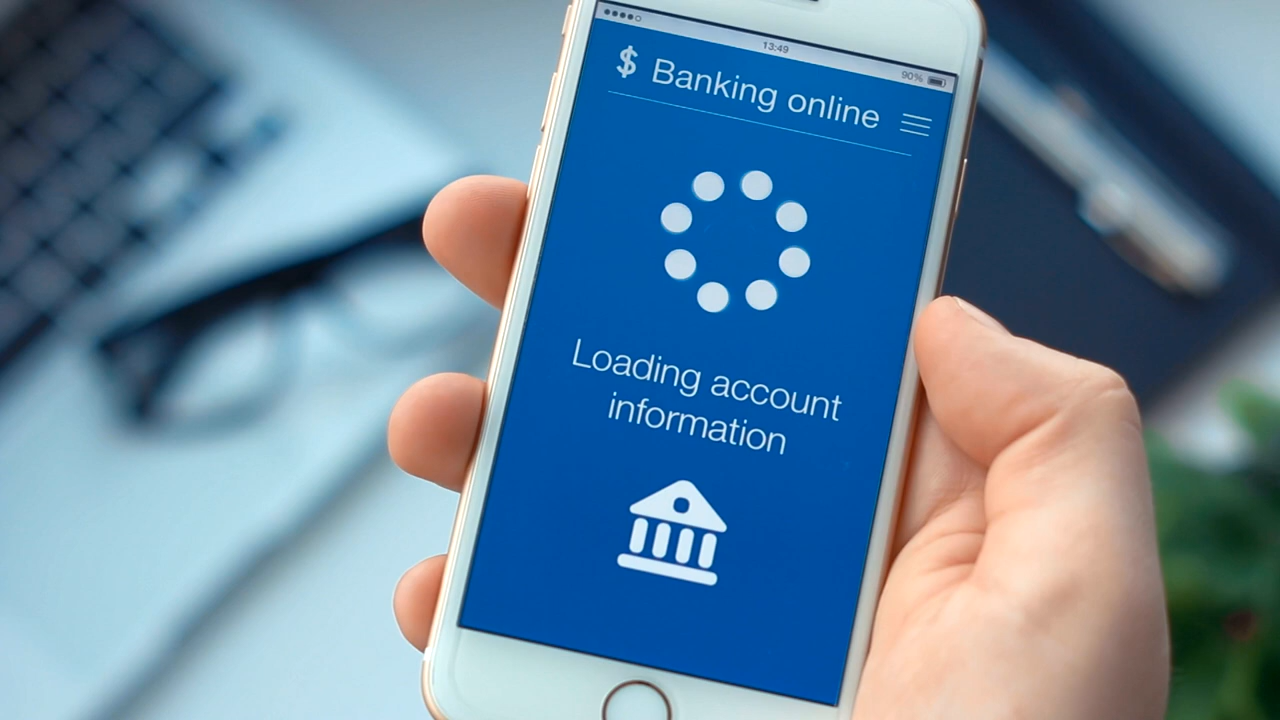 13:49
90%
$ Banking online
Loading account
information